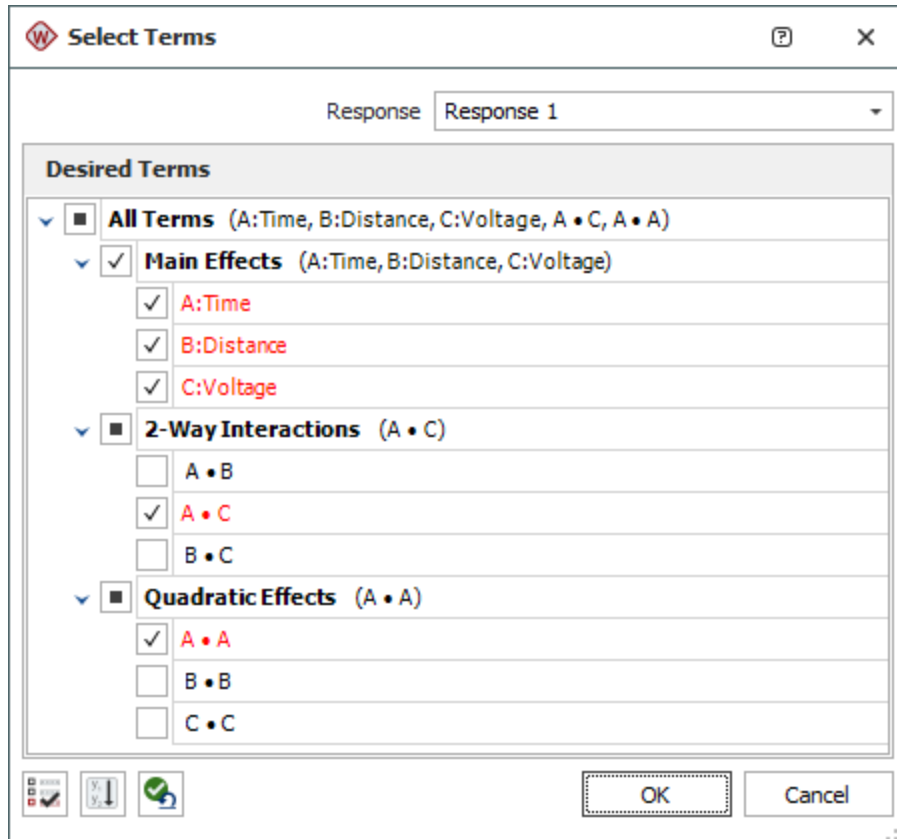 Select Terms
Response Response 1
Desired Terms
All Terms (A:Time, B:Distance, C:Voltage, A • C, A • A)
Main Effects (A:Time, B:Distance, C:Voltage)
A:Time
B:Distance
C:Voltage
2-Way Interactions (A • C)
A • B
A • C
B • C
Quadratic Effects (A • A)
A • A
B • B
C • C
OK Cancel